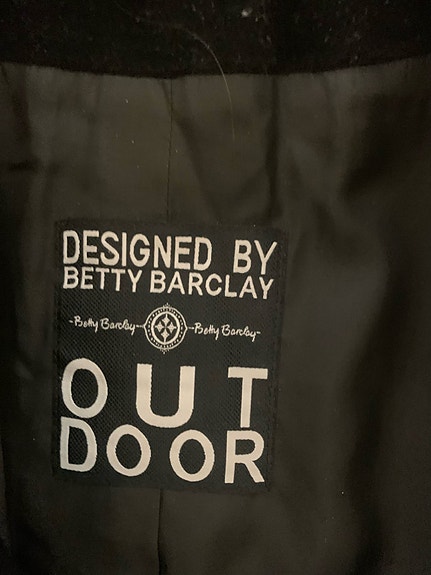 DESIGNED BY
BETTY BARCLAY
-Betty Barclay- -Betty Barclay-
OUT
DOOR